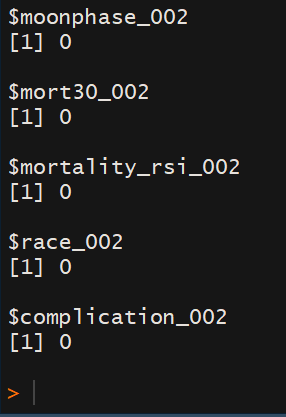 $moonphase_002
[1] 0
$mort30_002
[1] 0
$mortality_rsi_002
[1] 0
$race_002
[1] 0
$complication_002
[1] 0
>